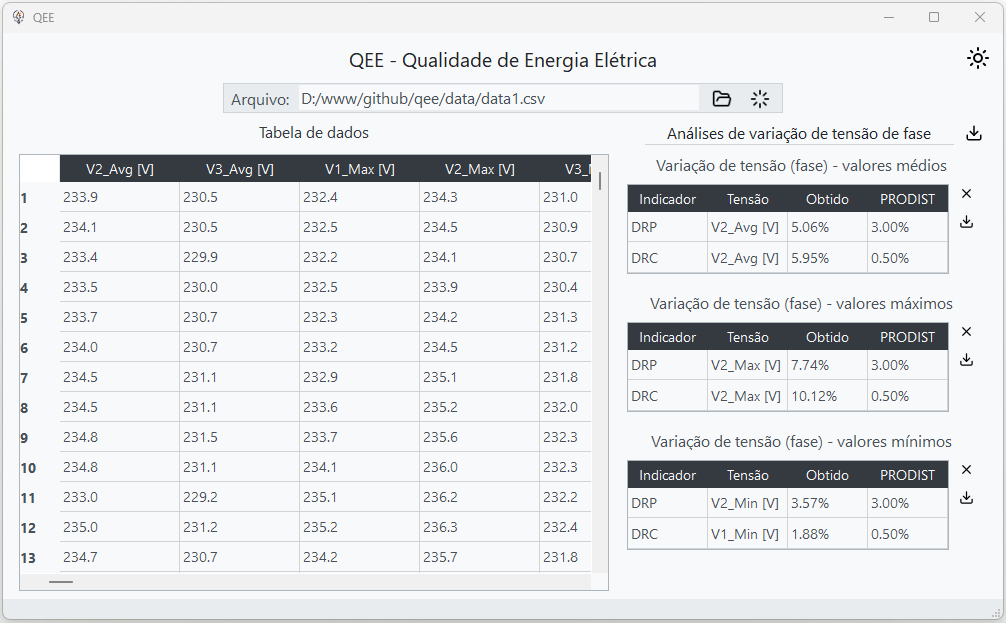 QEE
QEE - Qualidade de Energia Elétrica
Arquivo: D:/www/github/qee/data/data1.csv
Tabela de dados
V2_Avg [V] V3_Avg [V] V1_Max [V] V2_Max [V]
1 233.9 230.5 232.4 234.3 231.0
2 234.1 230.5 232.5 234.5 230.9
3 233.4 229.9 232.2 234.1 230.7
4 233.5 230.0 232.5 233.9 230.4
5 233.7 230.7 232.3 234.2 231.3
6 234.0 230.7 233.2 234.5 231.2
7 234.5 231.1 232.9 235.1 231.8
8 234.5 231.1 233.6 235.2 232.0
9 234.8 231.5 233.7 235.6 232.3
10 234.8 231.1 234.1 236.0 232.3
11 233.0 229.2 235.1 236.2 232.2
12 235.0 231.2 235.2 236.3 232.4
13 234.7 230.7 234.2 235.7 231.8
Análises de variação de tensão de fase
Variação de tensão (fase) - valores médios
Indicador Tensão Obtido PRODIST
DRP V2_Avg [V] 5.06% 3.00%
DRC V2_Avg [V] 5.95% 0.50%
Variação de tensão (fase) - valores máximos
Indicador Tensão Obtido PRODIST
DRP V2_Max [V] 7.74% 3.00%
DRC V2_Max [V] 10.12% 0.50%
Variação de tensão (fase) - valores mínimos
Indicador Tensão Obtido PRODIST
DRP V2_Min [V] 3.57% 3.00%
DRC V1_Min [V] 1.88% 0.50%